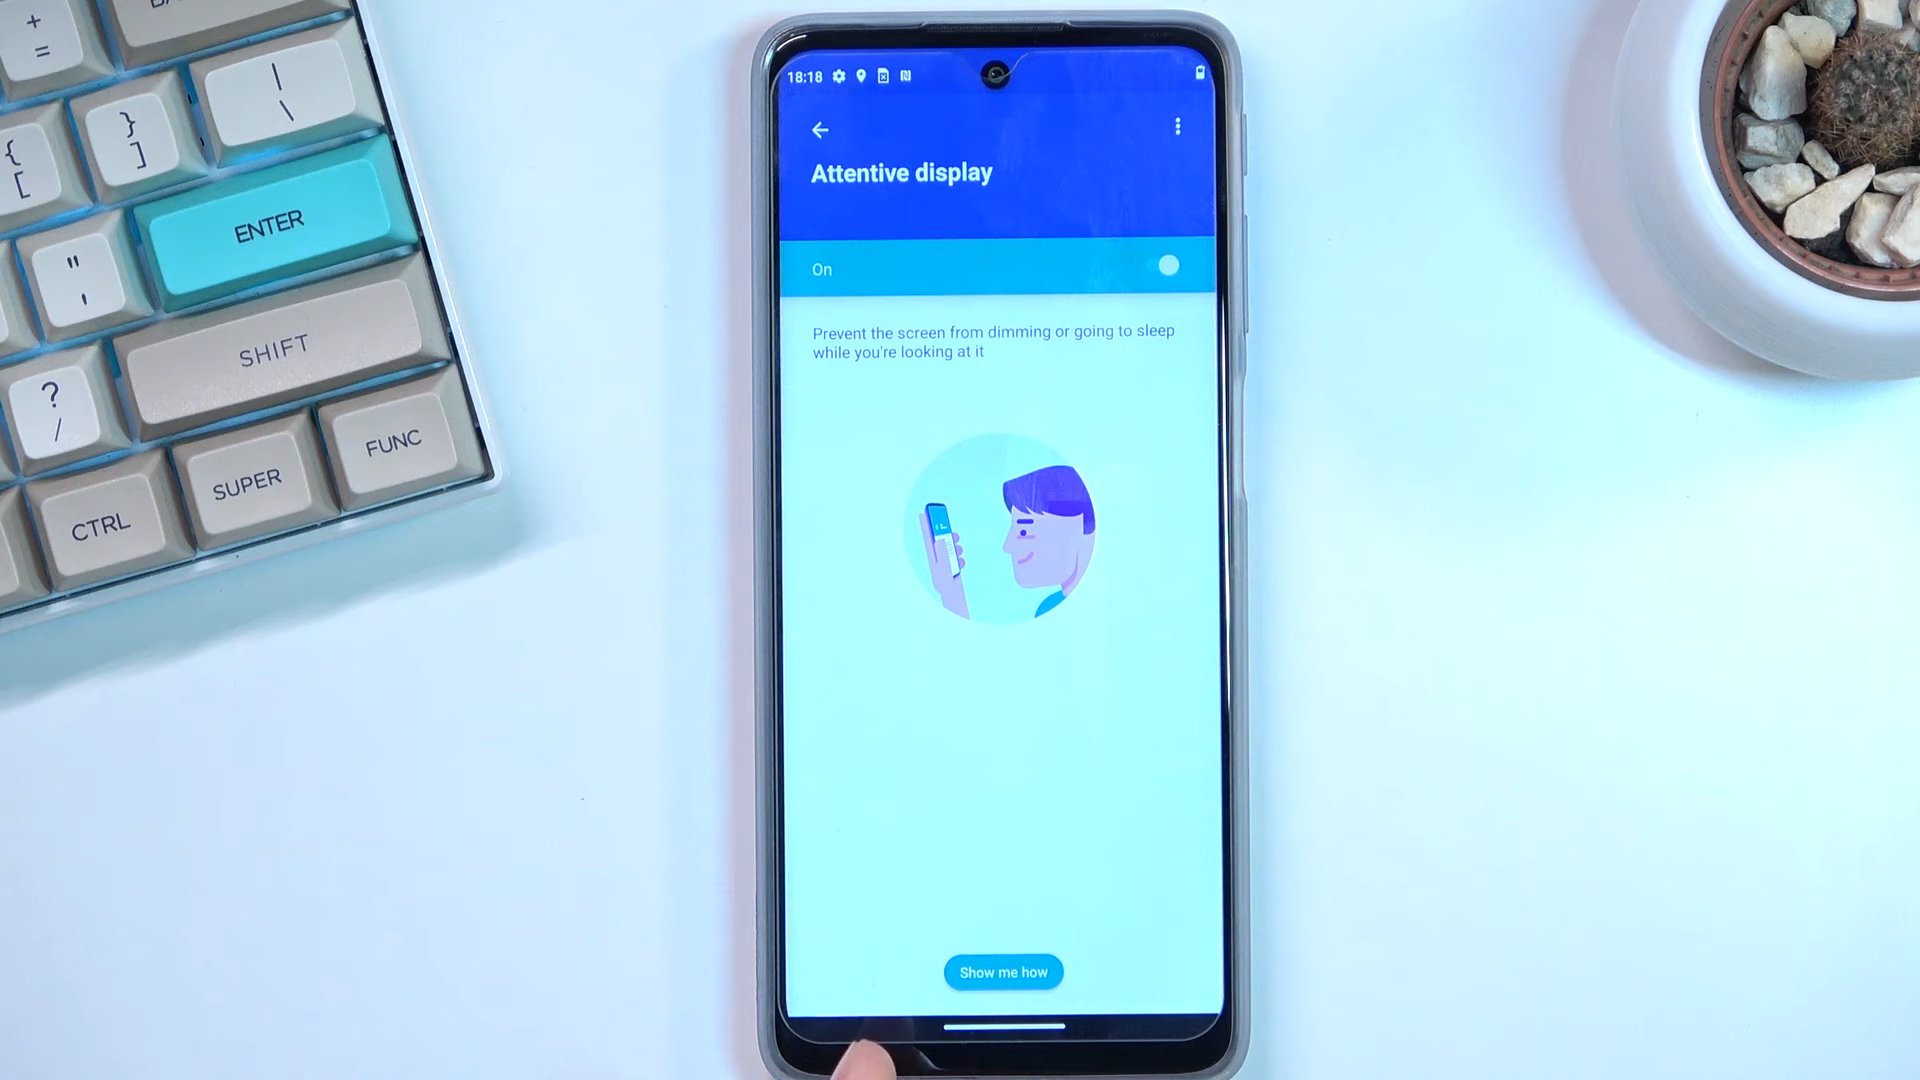 +
=
|
\
}
]
{
[
ENTER
"
'
SHIFT
?
/
FUNC
SUPER
CTRL
18:18
Attentive display
On
Prevent the screen from dimming or going to sleep
while you're looking at it
Show me how